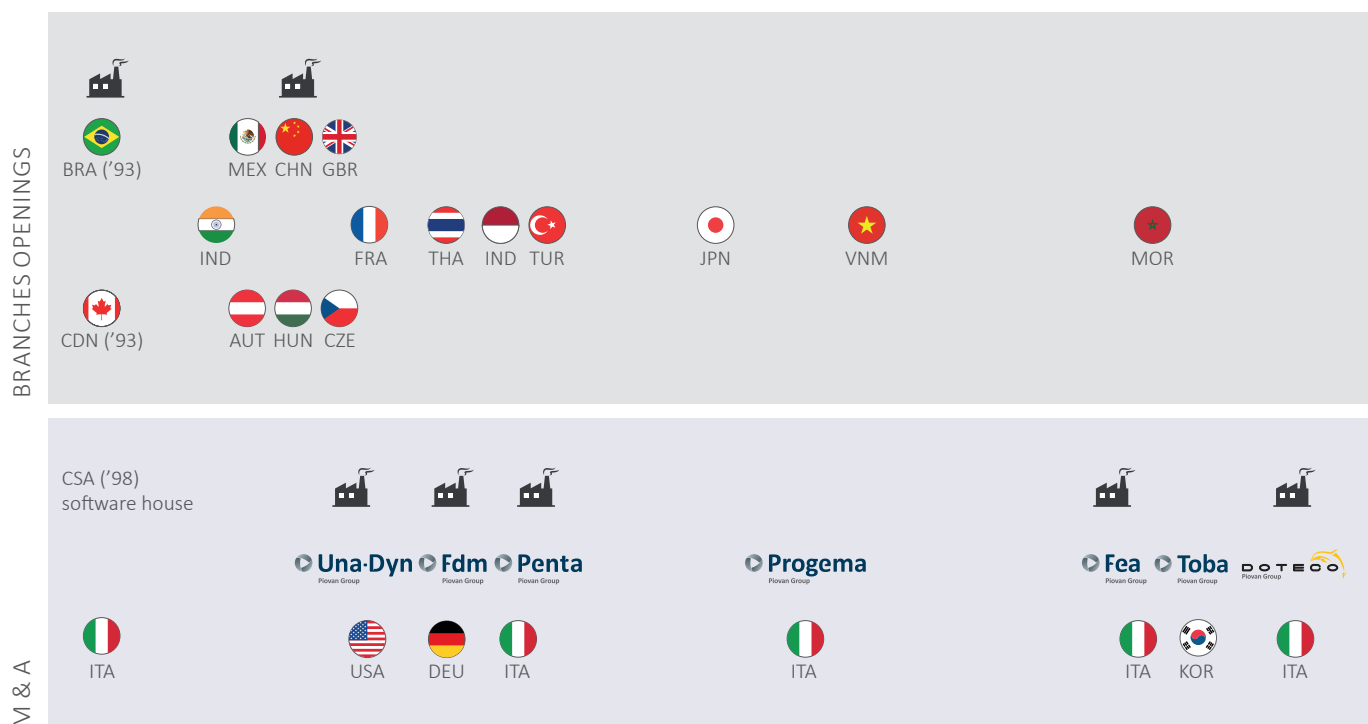 BRANCHES OPENINGS
BRA (’93)
MEX CHN GBR
IND FRA THA IND TUR JPN VNM MOR
CDN (’93)
AUT HUN CZE
M & A
CSA (’98)
software house
Una·Dyn Fdm Penta Progema Fea Toba DOTECO
Piovan Group Piovan Group Piovan Group Piovan Group Piovan Group Piovan Group Piovan Group
ITA USA DEU ITA ITA ITA KOR ITA